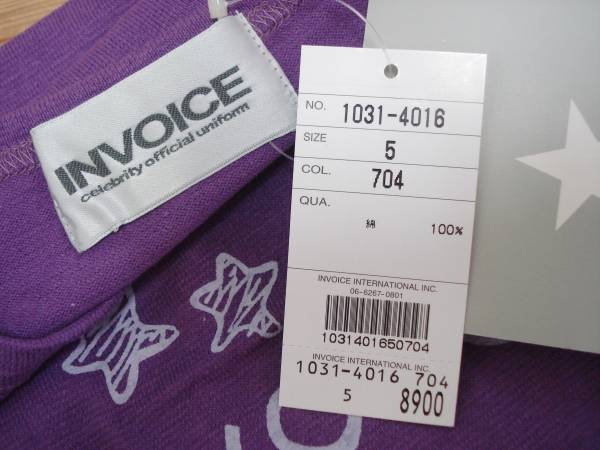 INVOICE
celebrity official uniform
NO. 1031-4016
SIZE 5
COL. 704
QUA.
綿 100%
INVOICE INTERNATIONAL INC.
06-6267-0801
1031401650704
INVOICE INTERNATIONAL INC.
1031-4016 704
5 8900